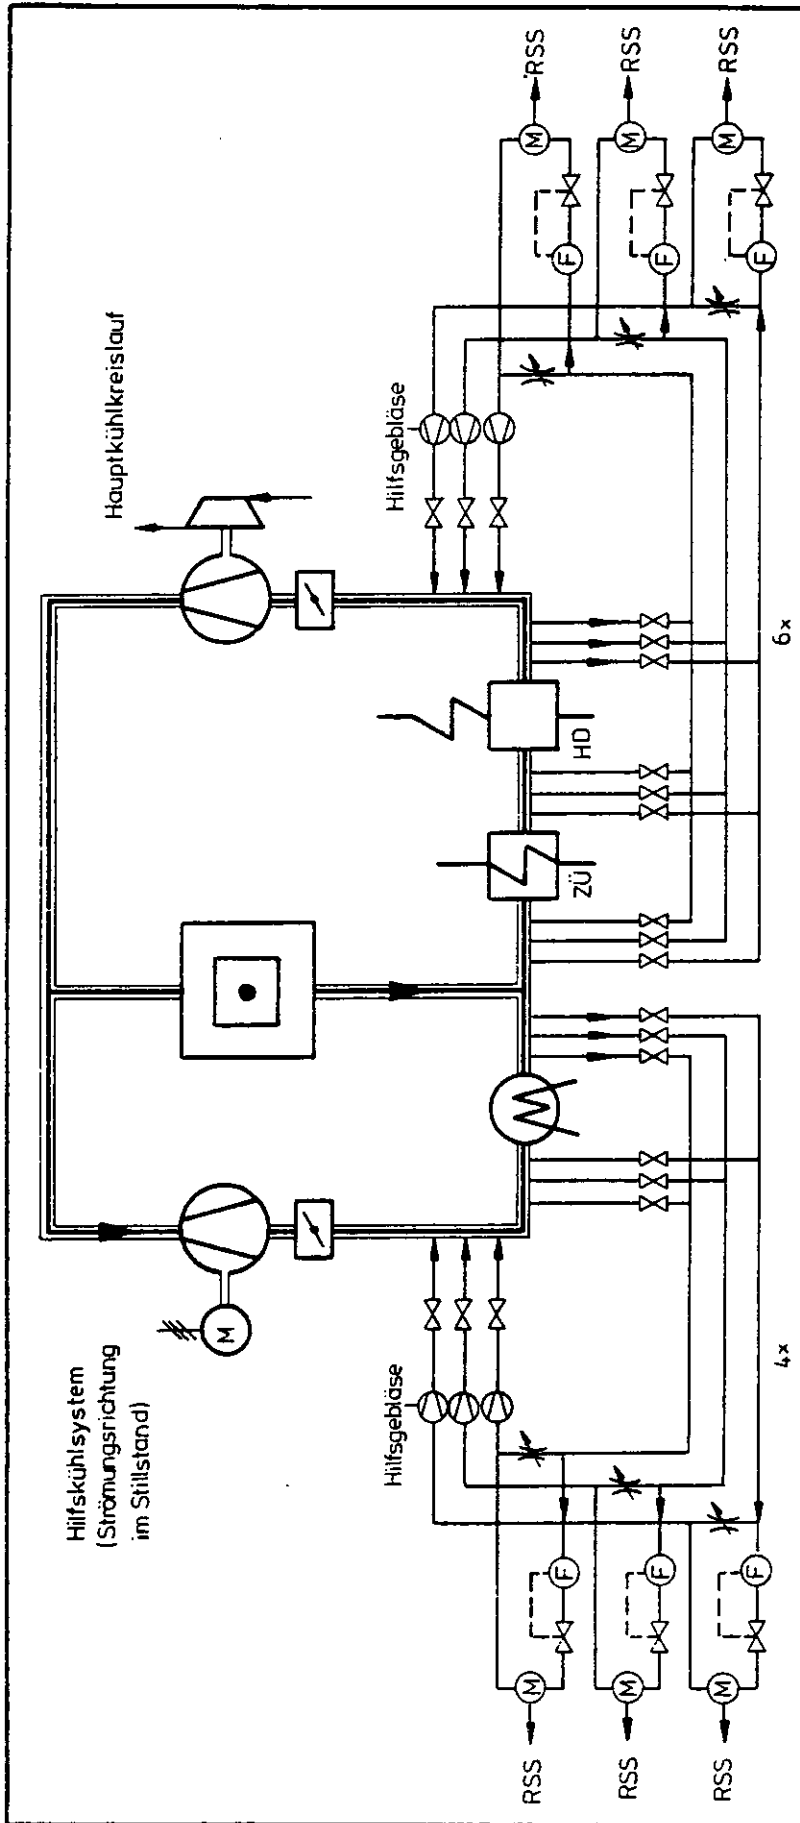 Hilfskühlsystem
(Strömungsrichtung
im Stillstand)
Hauptkühlkreislauf
M
Hilfsgebläse
Hilfsgebläse
RSS
M
F
F
M
RSS
ZÜ
HD
RSS
M
F
F
M
RSS
RSS
M
F
F
M
RSS
4x
6x